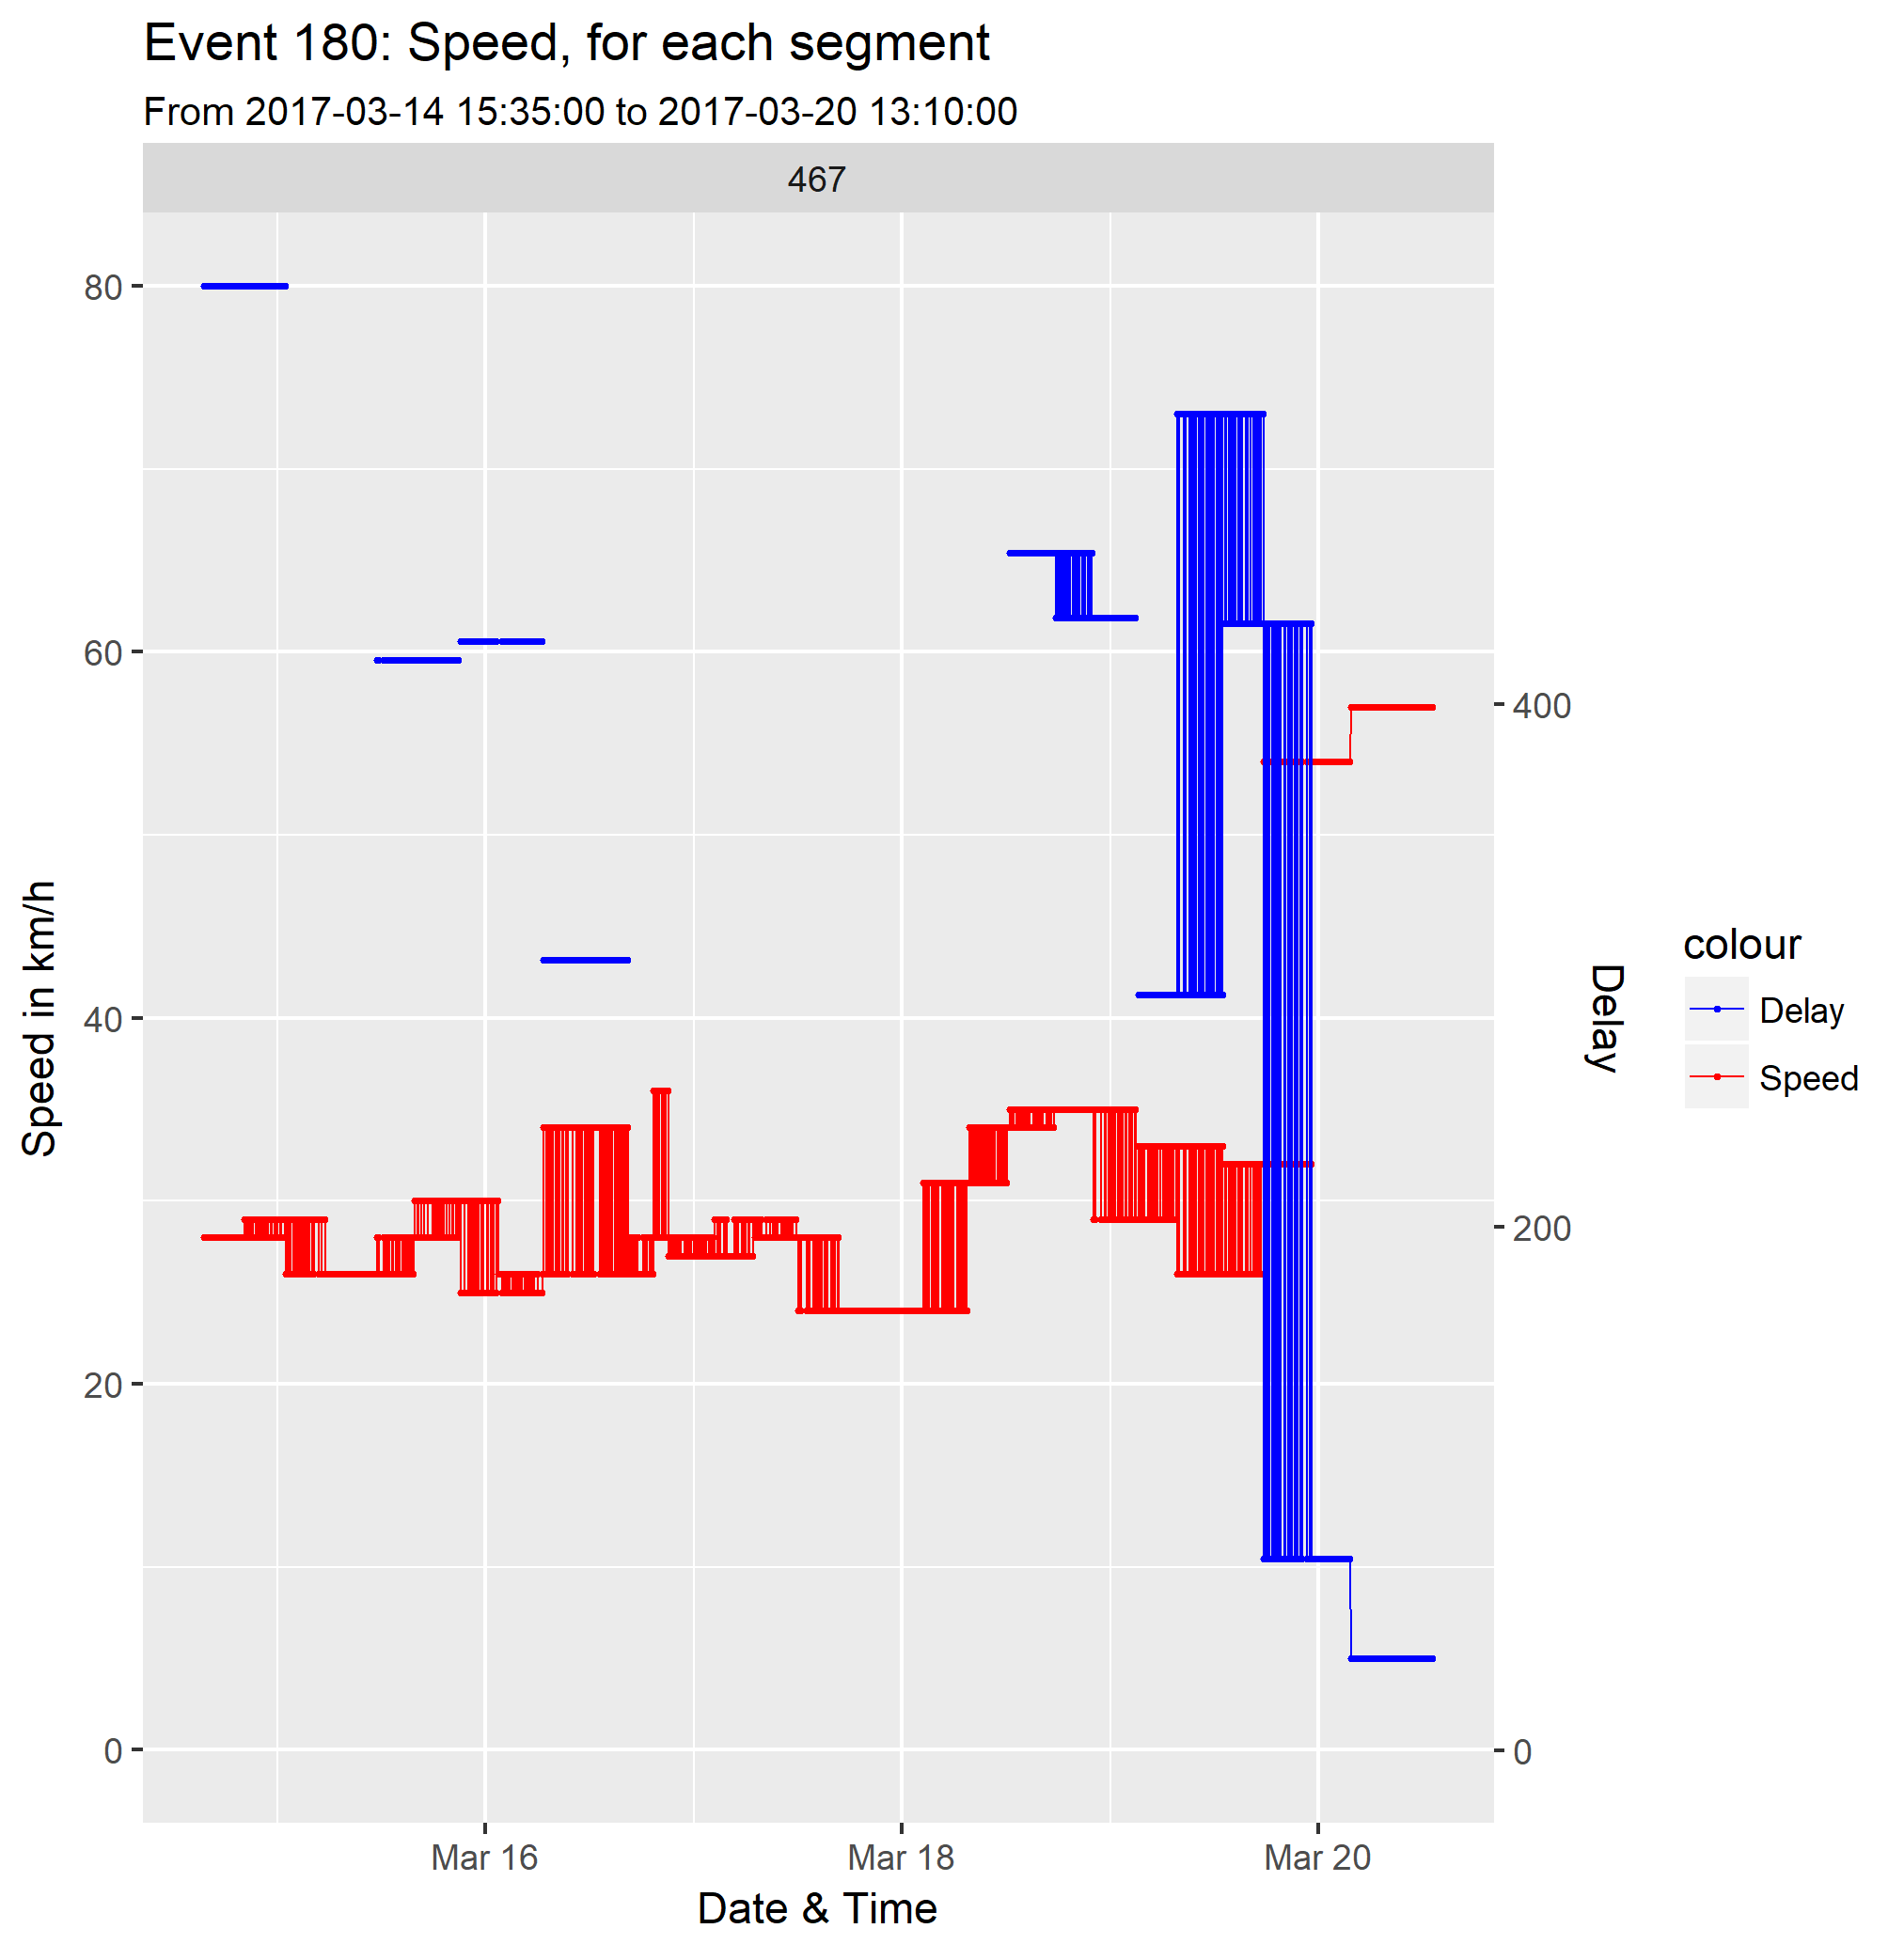 Event 180: Speed, for each segment
From 2017-03-14 15:35:00 to 2017-03-20 13:10:00
467
80
60
40
20
0
Speed in km/h
400
200
0
Delay
Mar 16
Mar 18
Mar 20
Date & Time
colour
Delay
Speed